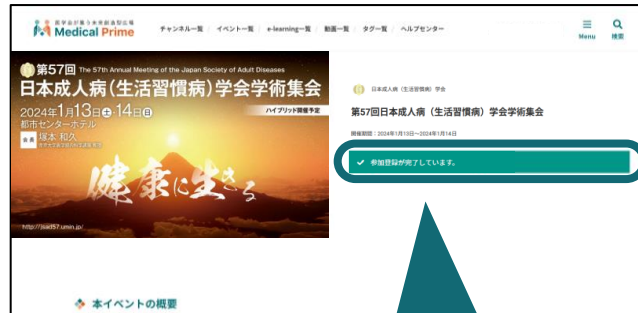 医学会が集う未来創造型広場
Medical Prime
チャンネル一覧 / イベント一覧 / e-learning一覧 / 動画一覧 / タグ一覧 / ヘルプセンター
Menu
検索
第57回 The 57th Annual Meeting of the Japan Society of Adult Diseases
日本成人病(生活習慣病)学会学術集会
2024年1月13日土-14日日
ハイブリッド開催予定
都市センターホテル
会長 塚本 和久
健康に生きる
http://jsad57.umin.jp/
日本成人病(生活習慣病)学会
第57回日本成人病(生活習慣病)学会学術集会
開催期間:2024年1月13日〜2024年1月14日
参加登録が完了しています。
本イベントの概要